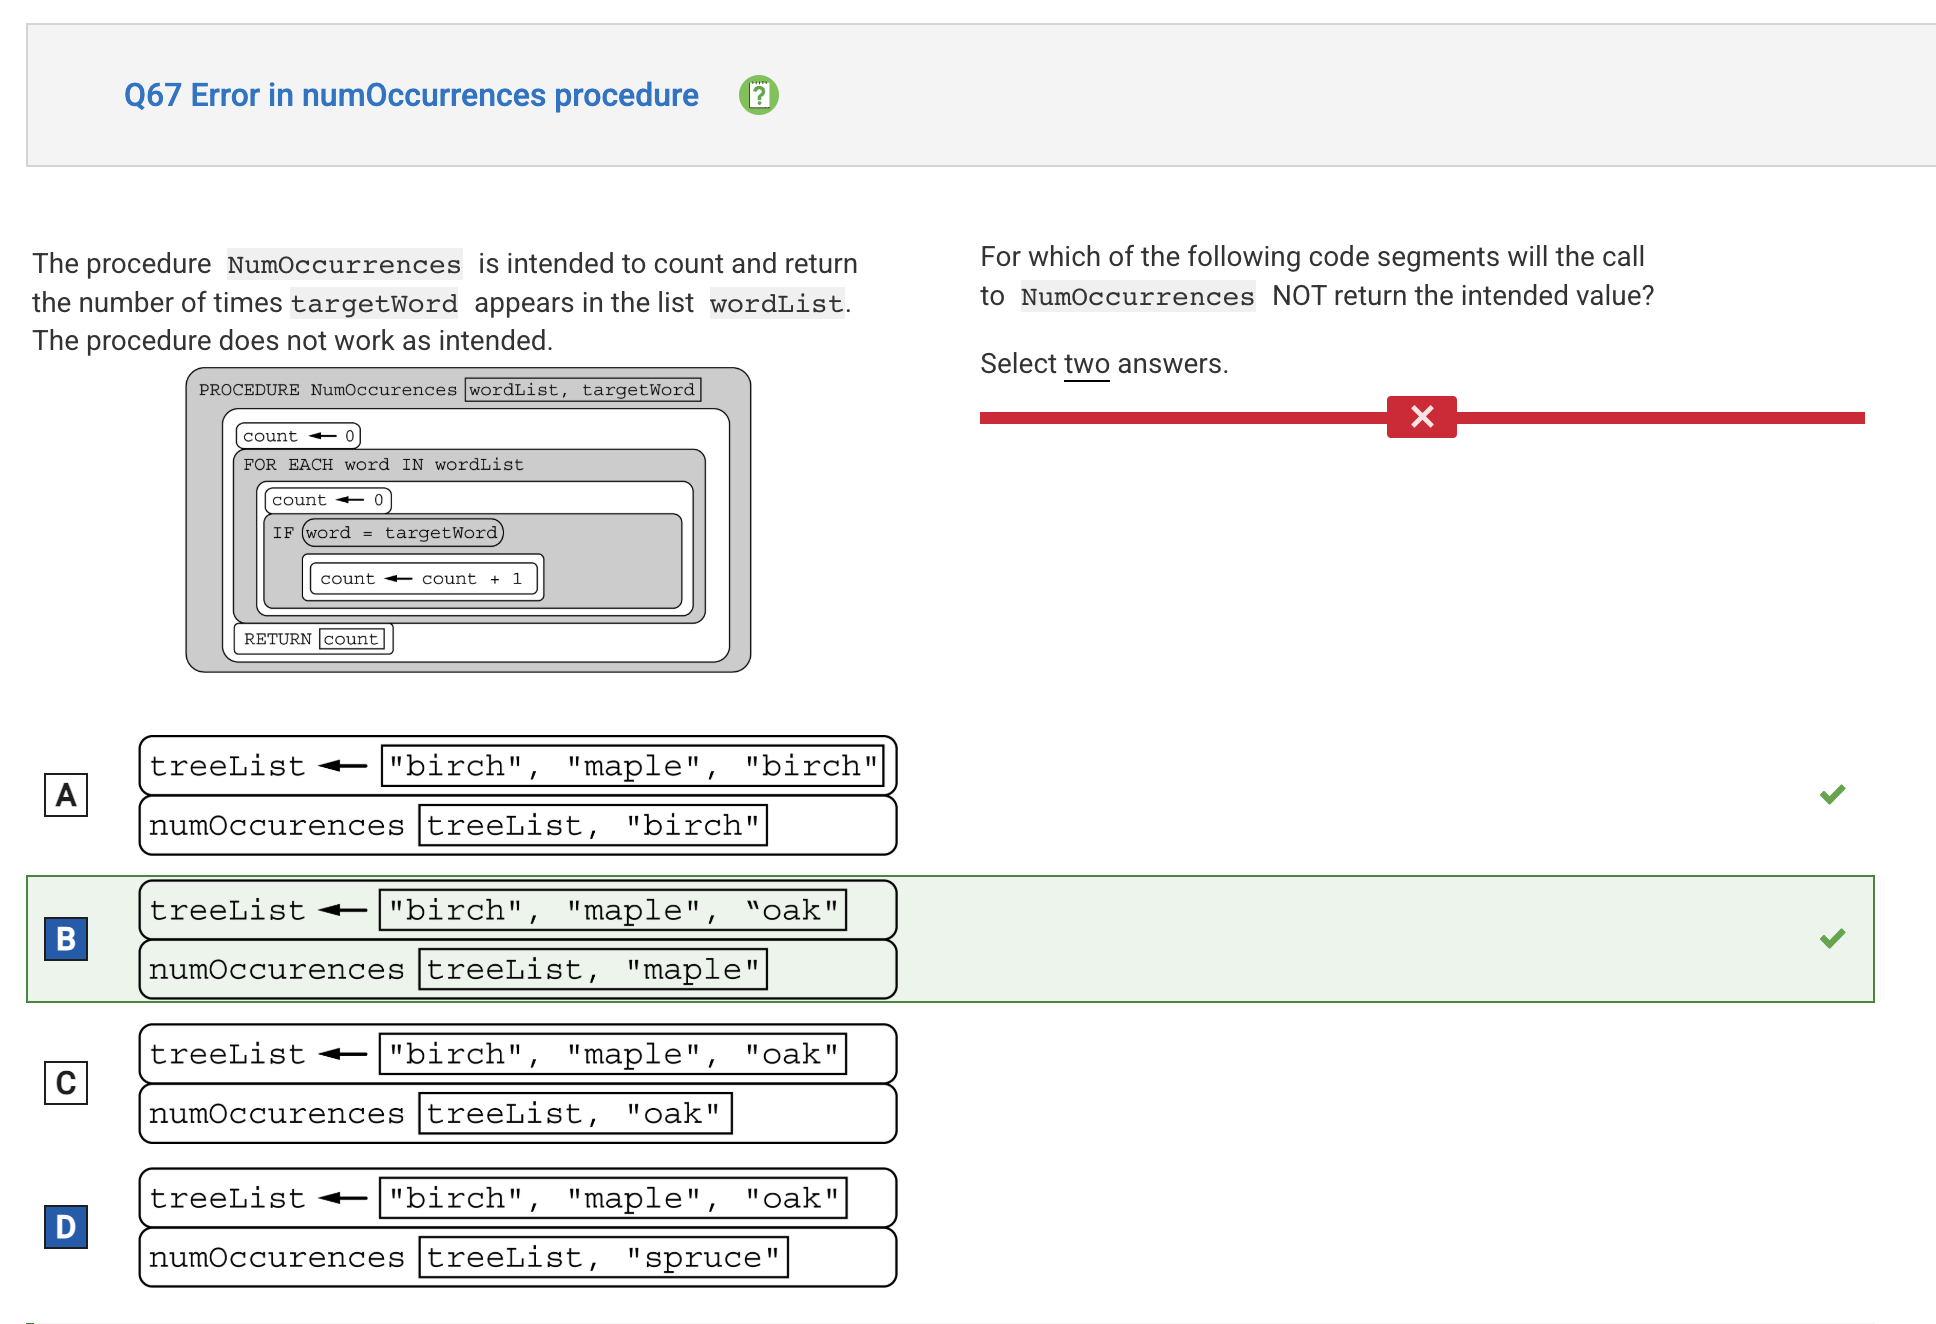 Q67 Error in numOccurrences procedure
?
The procedure NumOccurrences is intended to count and return
the number of times targetWord appears in the list wordList.
The procedure does not work as intended.
PROCEDURE NumOccurences wordList, targetWord
count ← 0
FOR EACH word IN wordList
count ← 0
IF word = targetWord
count ← count + 1
RETURN count
For which of the following code segments will the call
to NumOccurrences NOT return the intended value?
Select two answers.
A
treeList ← "birch", "maple", "birch"
numOccurences treeList, "birch"
B
treeList ← "birch", "maple", “oak"
numOccurences treeList, "maple"
C
treeList ← "birch", "maple", "oak"
numOccurences treeList, "oak"
D
treeList ← "birch", "maple", "oak"
numOccurences treeList, "spruce"